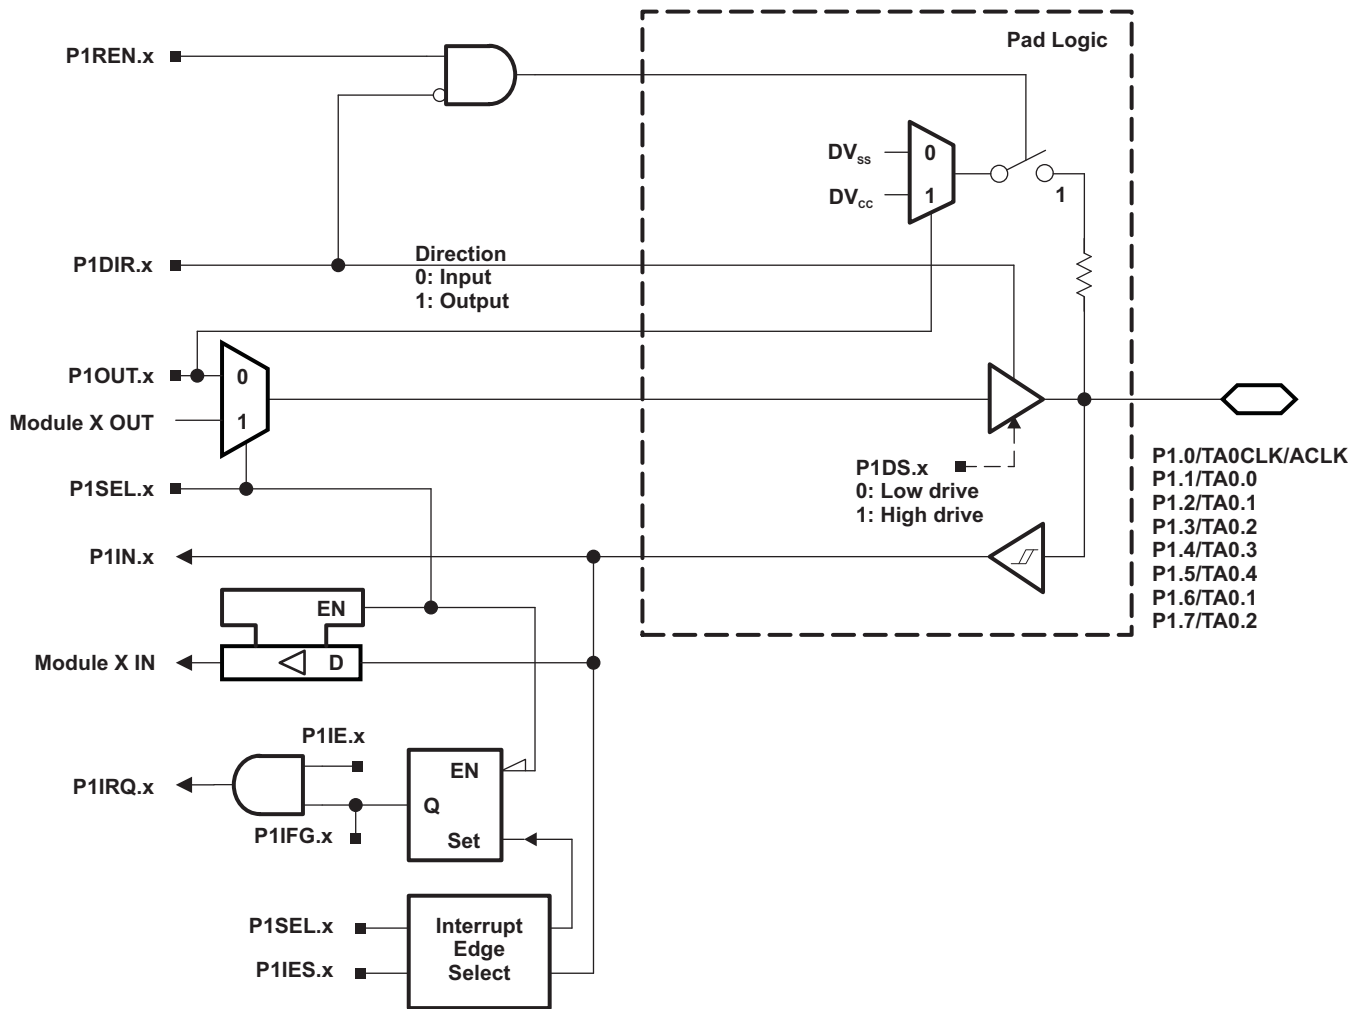 Pad Logic
P1REN.x
DVSS
0
DVCC
1
1
P1DIR.x
Direction
0: Input
1: Output
P1OUT.x
0
Module X OUT
1
P1SEL.x
P1DS.x
0: Low drive
1: High drive
P1.0/TA0CLK/ACLK
P1.1/TA0.0
P1.2/TA0.1
P1.3/TA0.2
P1.4/TA0.3
P1.5/TA0.4
P1.6/TA0.1
P1.7/TA0.2
P1IN.x
EN
Module X IN
D
P1IE.x
P1IRQ.x
EN
Q
P1IFG.x
Set
P1SEL.x
P1IES.x
Interrupt
Edge
Select